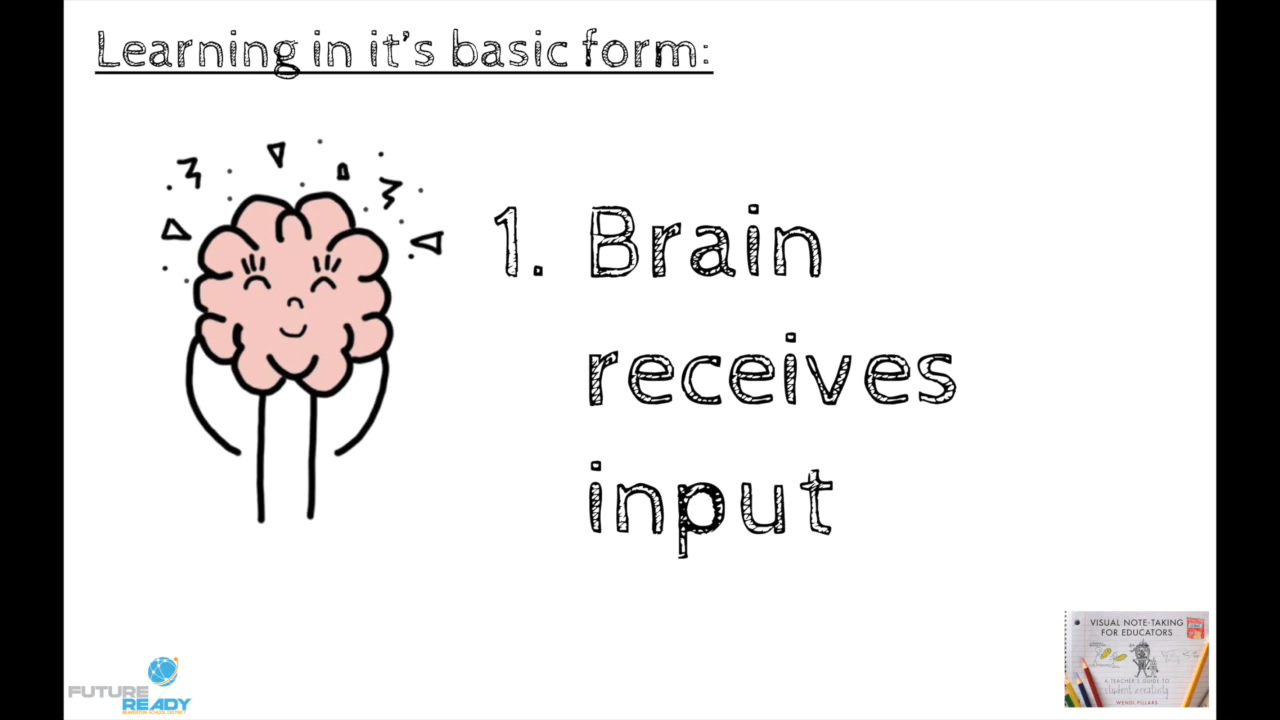 Learning in it's basic form:
1. Brain
receives
input
FUTURE
READY
VISUAL NOTE-TAKING
FOR EDUCATORS
A TEACHER'S GUIDE TO
student creativity
WENDI PILLARS